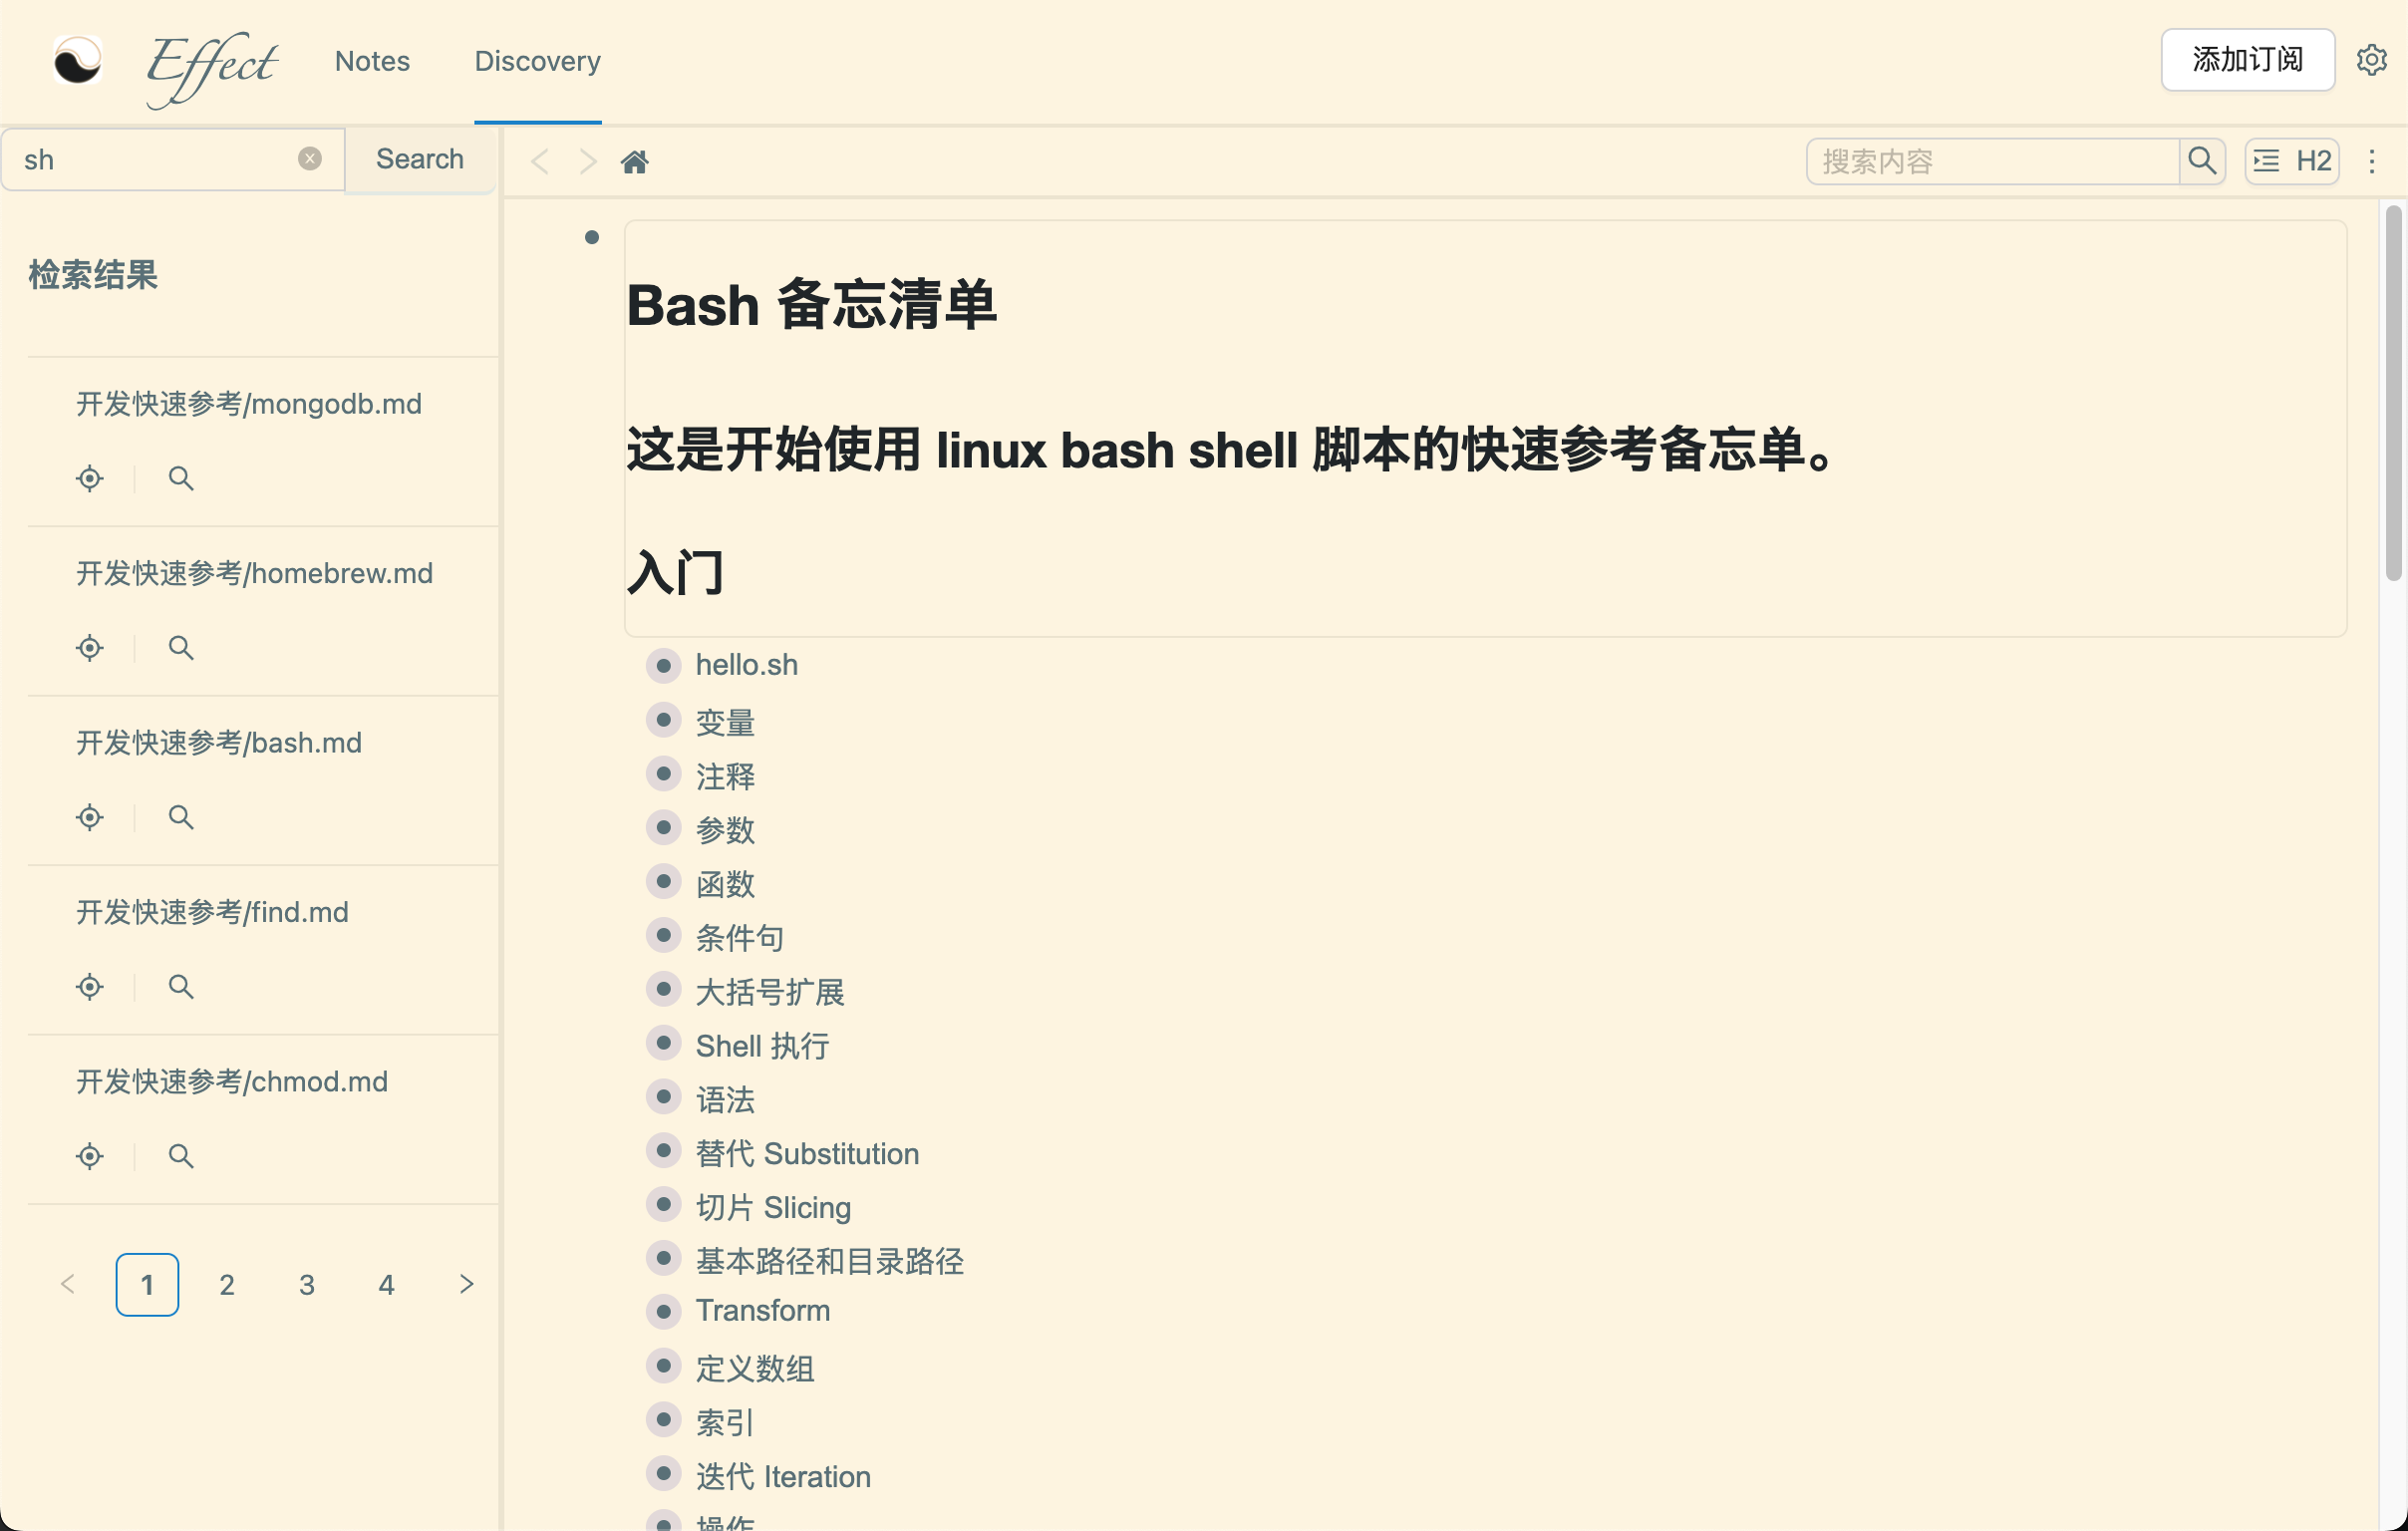 Effect
Notes
Discovery
添加订阅
sh
Search
搜索内容
H2
检索结果
开发快速参考/mongodb.md
开发快速参考/homebrew.md
开发快速参考/bash.md
开发快速参考/find.md
开发快速参考/chmod.md
1 2 3 4
Bash 备忘清单
这是开始使用 linux bash shell 脚本的快速参考备忘单。
入门
hello.sh
变量
注释
参数
函数
条件句
大括号扩展
Shell 执行
语法
替代 Substitution
切片 Slicing
基本路径和目录路径
Transform
定义数组
索引
迭代 Iteration
操作